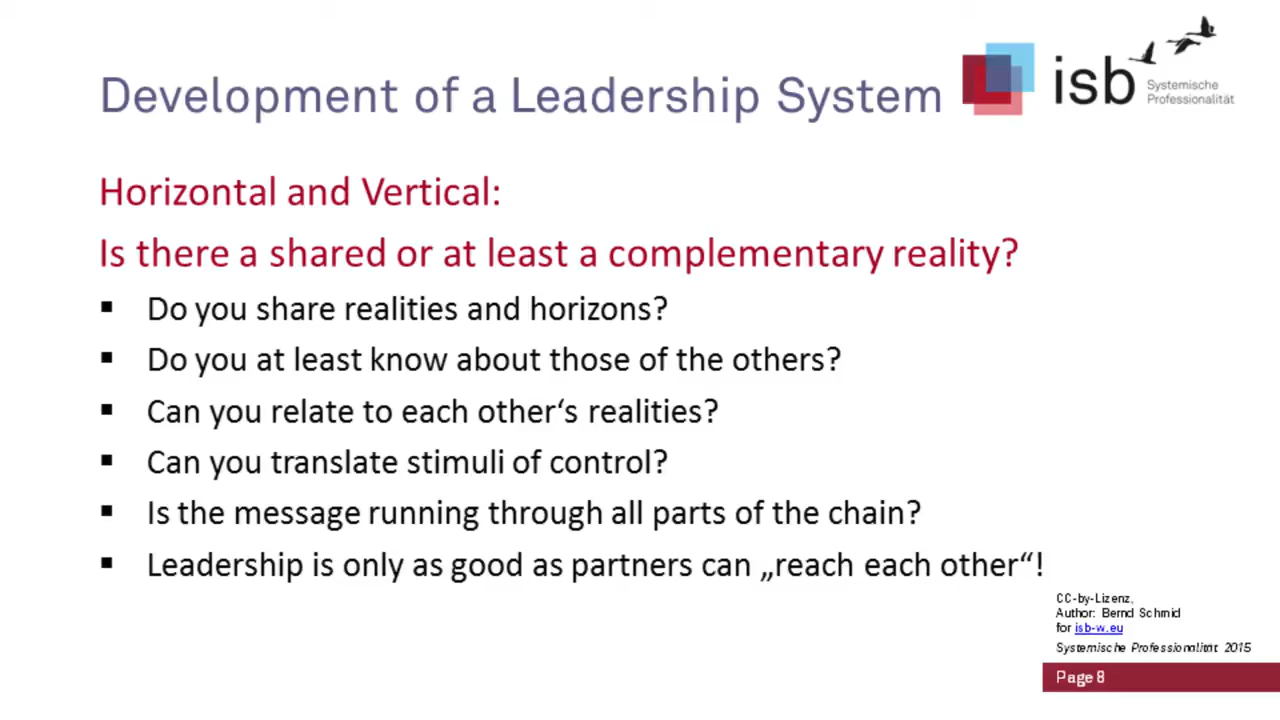 Development of a Leadership System
isb
Systemische
Professionalität
Horizontal and Vertical:
Is there a shared or at least a complementary reality?
▪ Do you share realities and horizons?
▪ Do you at least know about those of the others?
▪ Can you relate to each other‘s realities?
▪ Can you translate stimuli of control?
▪ Is the message running through all parts of the chain?
▪ Leadership is only as good as partners can „reach each other“!
CC-by-Lizenz,
Author: Bernd Schmid
for isb-w.eu
Systemische Professionalität 2015
Page 8